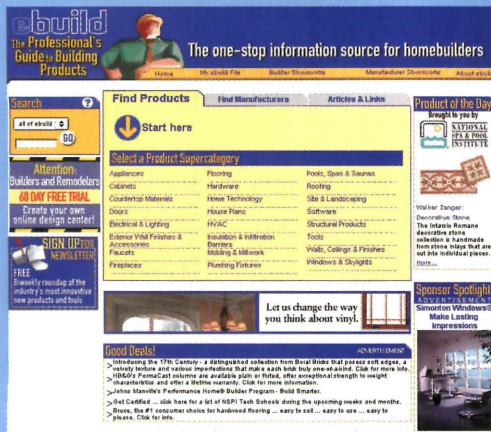 ebuild
The Professional's
Guide to Building
Products
The one-stop information source for homebuilders
Home My ebuild File Builder Showrooms Manufacturer Showrooms About ebuild
Search ?
all of ebuild
GO
Attention:
Builders and Remodelers
60 DAY FREE TRIAL
Create your own
online design center!
SIGN UP FOR
NEWSLETTER
FREE
Biweekly roundup of the
industry's most innovative
new products and tools
Find Products Find Manufacturers Articles & Links
Start here
Select a Product Supercategory
Appliances Flooring Pools, Spas & Saunas
Cabinets Hardware Roofing
Countertop Materials Home Technology Site & Landscaping
Doors House Plans Software
Electrical & Lighting HVAC Structural Products
Exterior Wall Finishes & Insulation & Infiltration Tools
Accessories Barriers
Faucets Molding & Millwork Walls, Ceilings & Finishes
Fireplaces Plumbing Fixtures Windows & Skylights
Let us change the way
you think about vinyl.
Good Deals! ADVERTISEMENT
> Introducing the 17th Century - a distinguished collection from Boral Bricks that possess soft edges, a
velvety texture and various imperfections that make each brick truly one-of-a-kind. Click for more info.
> HB&G's PermaCast columns are available plain or fluted, offer exceptional strength to weight
characteristics and offer a lifetime warranty. Click for more information.
> Johns Manville's Performance Home® Builder Program - Build Smarter.
> Get Certified ... click here for a list of NSPI Tech Schools during the upcoming weeks and months.
> Bruce, the #1 consumer choice for hardwood flooring ... easy to sell ... easy to use ... easy to
please. Click for info.
Product of the Day
Brought to you by
NATIONAL
SPA & POOL
INSTITUTE
Walker Zanger:
Decorative Stone
The Intarsia Romano
decorative stone
collection is handmade
from stone inlays that are
cut into individual pieces.
more...
Sponsor Spotlight
ADVERTISEMENT
Simonton Windows®
Make Lasting
Impressions